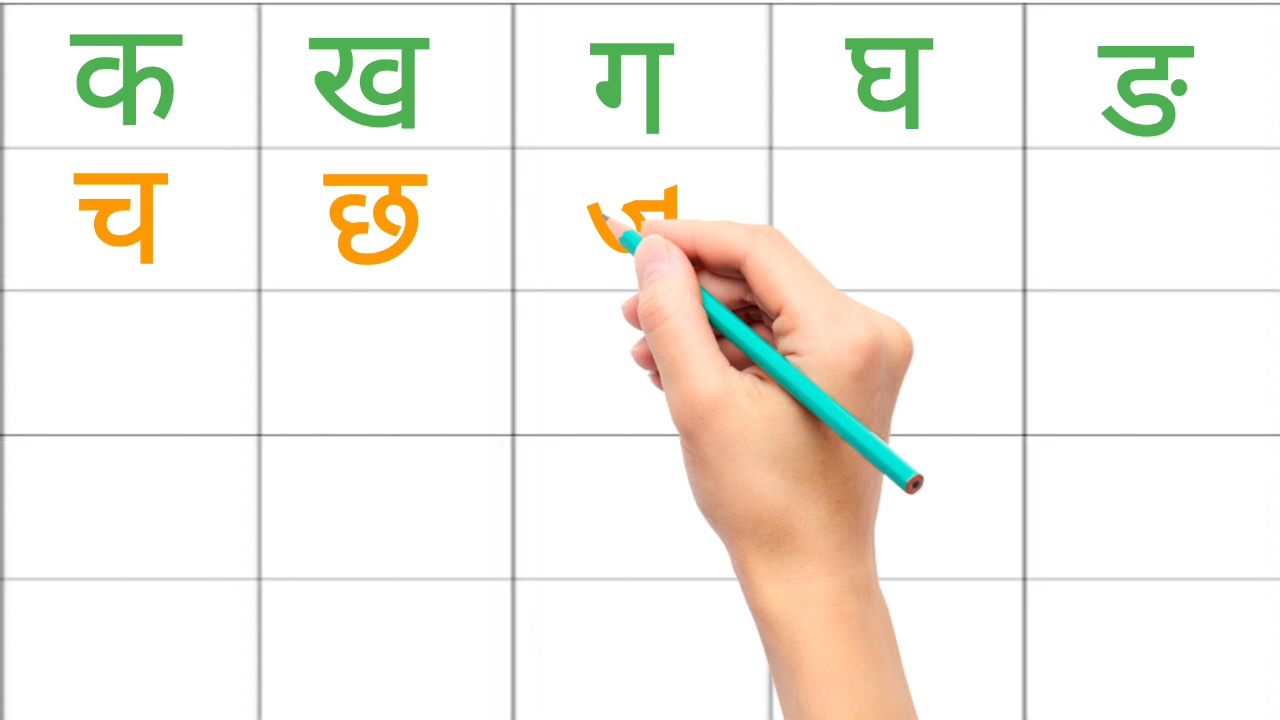 क ख ग घ ङ
च छ